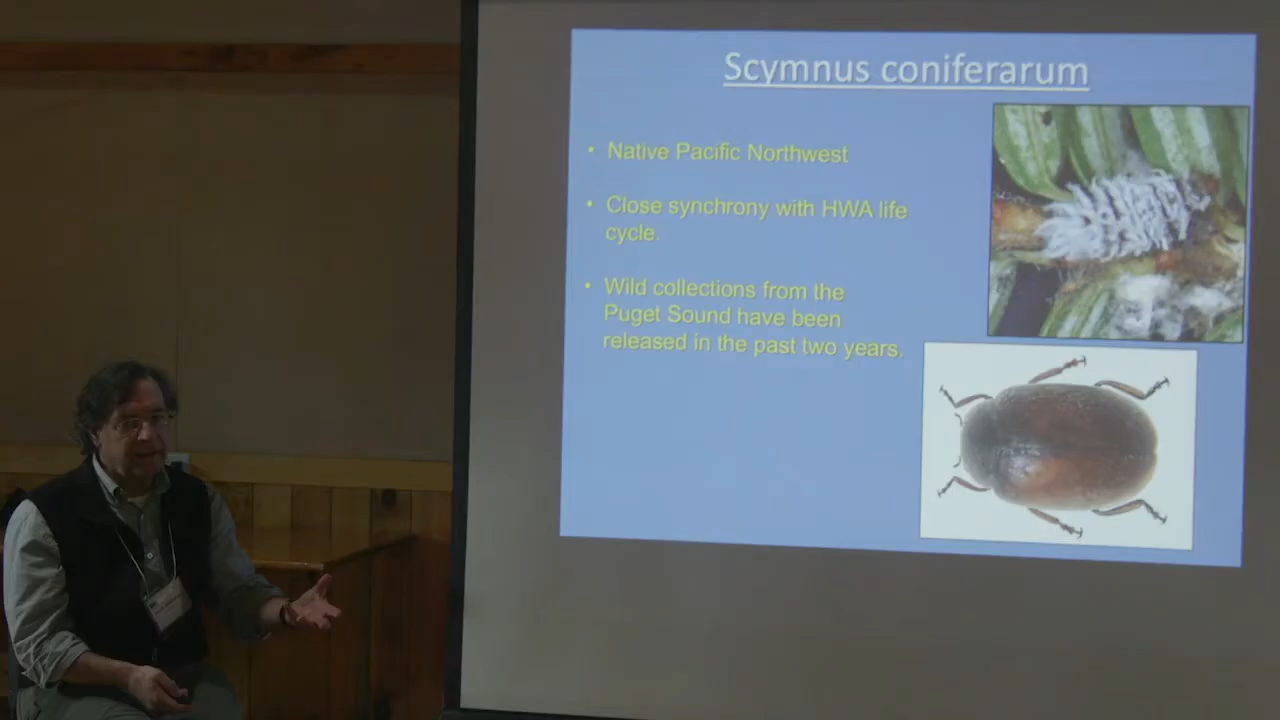 Scymnus coniferarum
• Native Pacific Northwest
• Close synchrony with HWA life
cycle.
• Wild collections from the
Puget Sound have been
released in the past two years.